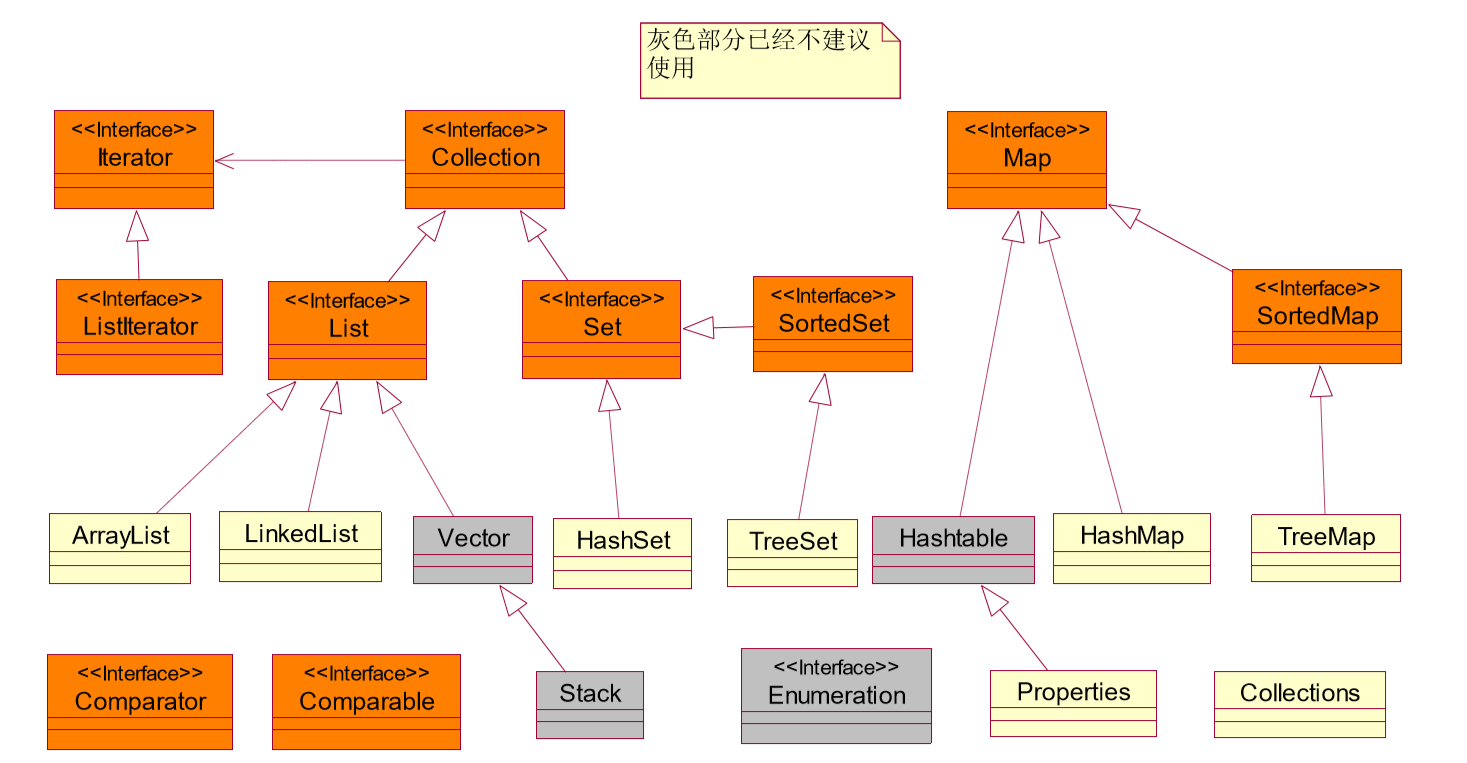 灰色部分已经不建议
使用
<<Interface>>
Iterator
<<Interface>>
Collection
<<Interface>>
Map
<<Interface>>
ListIterator
<<Interface>>
List
<<Interface>>
Set
<<Interface>>
SortedSet
<<Interface>>
SortedMap
ArrayList
LinkedList
Vector
HashSet
TreeSet
Hashtable
HashMap
TreeMap
<<Interface>>
Comparator
<<Interface>>
Comparable
Stack
<<Interface>>
Enumeration
Properties
Collections